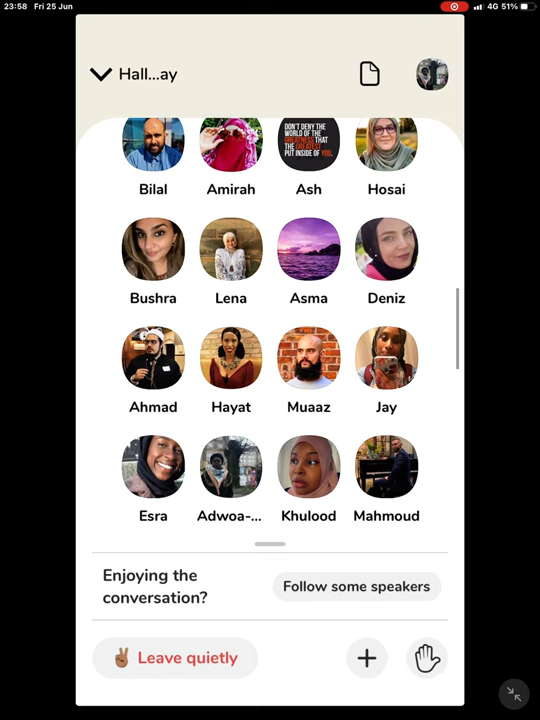 23:58 Fri 25 Jun
4G 51%
Hall...ay
DON'T DENY THE
WORLD OF THE
GREATNESS THAT
THE GREATEST
PUT INSIDE OF YOU.
Bilal Amirah Ash Hosai
Bushra Lena Asma Deniz
Ahmad Hayat Muaaz Jay
Esra Adwoa-... Khulood Mahmoud
Enjoying the
conversation?
Follow some speakers
Leave quietly